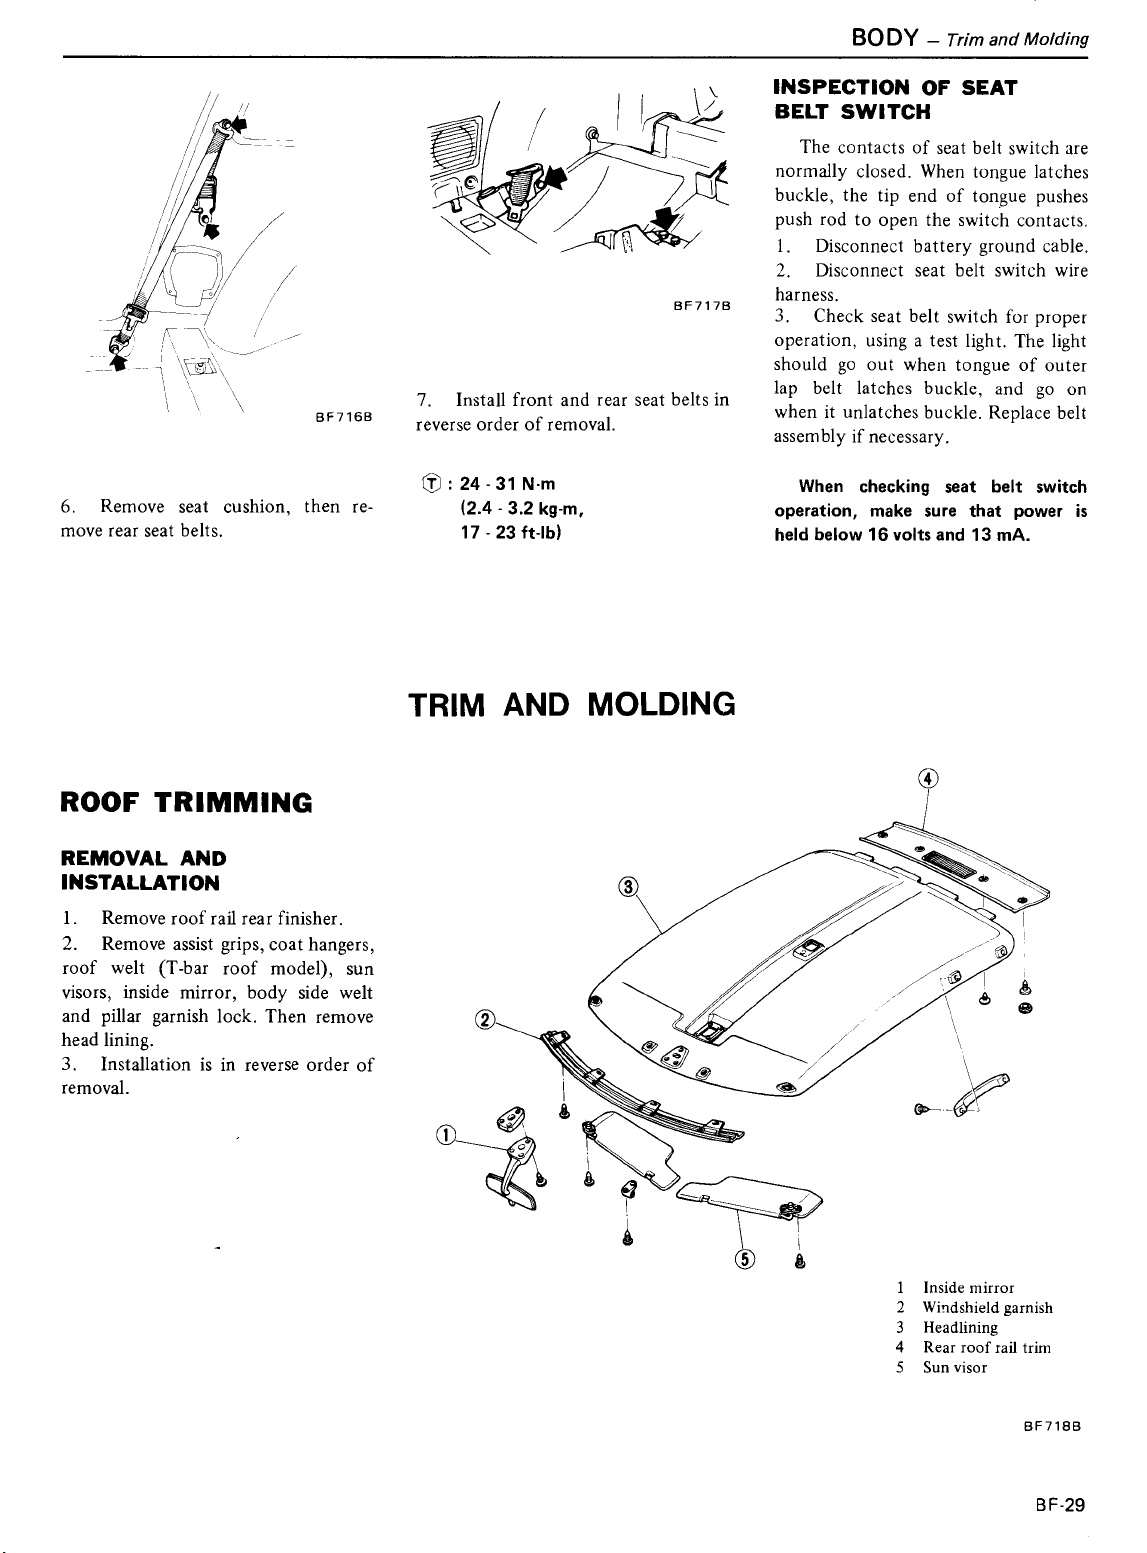 BODY – Trim and Molding
BF716B
6. Remove seat cushion, then re-
move rear seat belts.
BF717B
7. Install front and rear seat belts in
reverse order of removal.
Ⓣ : 24 - 31 N·m
(2.4 - 3.2 kg-m,
17 - 23 ft-lb)
INSPECTION OF SEAT
BELT SWITCH
The contacts of seat belt switch are
normally closed. When tongue latches
buckle, the tip end of tongue pushes
push rod to open the switch contacts.
1. Disconnect battery ground cable.
2. Disconnect seat belt switch wire
harness.
3. Check seat belt switch for proper
operation, using a test light. The light
should go out when tongue of outer
lap belt latches buckle, and go on
when it unlatches buckle. Replace belt
assembly if necessary.
When checking seat belt switch
operation, make sure that power is
held below 16 volts and 13 mA.
TRIM AND MOLDING
ROOF TRIMMING
REMOVAL AND
INSTALLATION
1. Remove roof rail rear finisher.
2. Remove assist grips, coat hangers,
roof welt (T-bar roof model), sun
visors, inside mirror, body side welt
and pillar garnish lock. Then remove
head lining.
3. Installation is in reverse order of
removal.
4
3
2
1
5
1 Inside mirror
2 Windshield garnish
3 Headlining
4 Rear roof rail trim
5 Sun visor
BF718B
BF-29